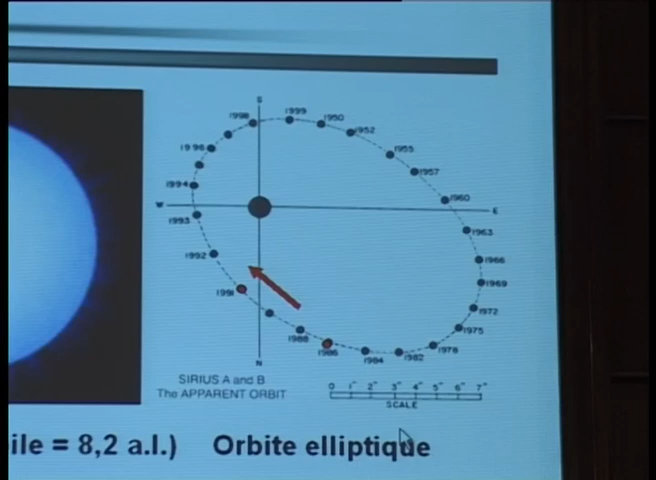 S
1998
1999
1950
1952
1996
1955
1957
1994
1960
W
E
1993
1963
1992
1966
1969
1991
1972
1975
1988
1986
1984
1982
1978
N
SIRIUS A and B
The APPARENT ORBIT
0 1" 2" 3" 4" 5" 6" 7"
SCALE
ile = 8,2 a.l.) Orbite elliptique